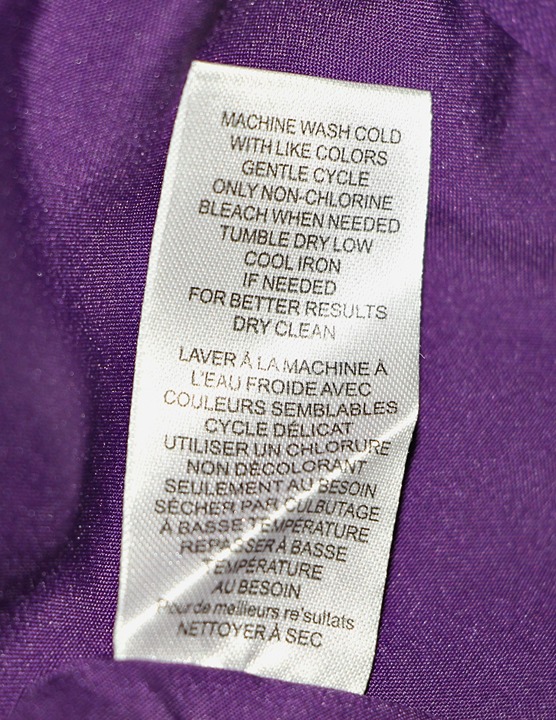 MACHINE WASH COLD
WITH LIKE COLORS
GENTLE CYCLE
ONLY NON-CHLORINE
BLEACH WHEN NEEDED
TUMBLE DRY LOW
COOL IRON
IF NEEDED
FOR BETTER RESULTS
DRY CLEAN
LAVER À LA MACHINE À
L'EAU FROIDE AVEC
COULEURS SEMBLABLES
CYCLE DÉLICAT
UTILISER UN CHLORURE
NON DÉCOLORANT
SEULEMENT AU BESOIN
SÉCHER PAR CULBUTAGE
À BASSE TEMPÉRATURE
REPASSER À BASSE
TEMPÉRATURE
AU BESOIN
Pour de meilleurs re'sultats
NETTOYER À SEC